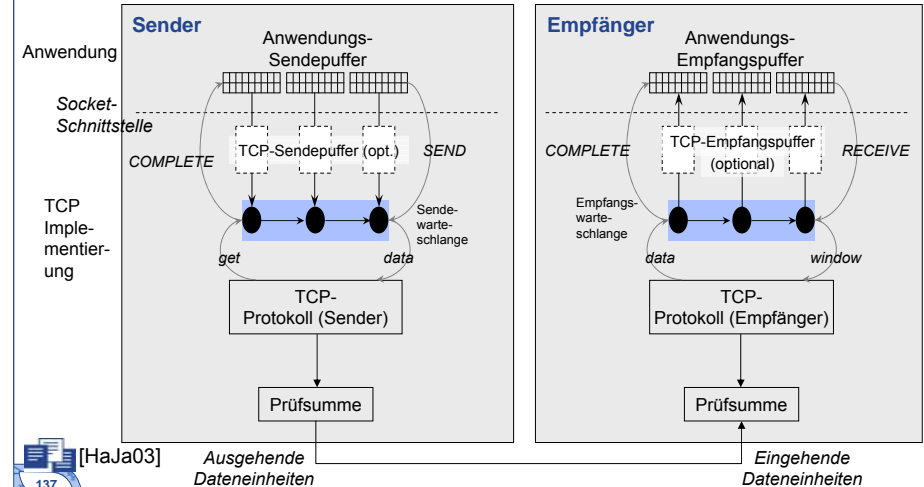 Sender
Empfänger
Anwendung
Anwendungs-
Sendepuffer
Anwendungs-
Empfangspuffer
Socket-
Schnittstelle
COMPLETE
TCP-Sendepuffer (opt.)
SEND
COMPLETE
TCP-Empfangspuffer
(optional)
RECEIVE
TCP
Imple-
mentier-
ung
Sende-
warte-
schlange
Empfangs-
warte-
schlange
get
data
data
window
TCP-
Protokoll (Sender)
TCP-
Protokoll (Empfänger)
Prüfsumme
Prüfsumme
[HaJa03]
Ausgehende
Dateneinheiten
Eingehende
Dateneinheiten
137